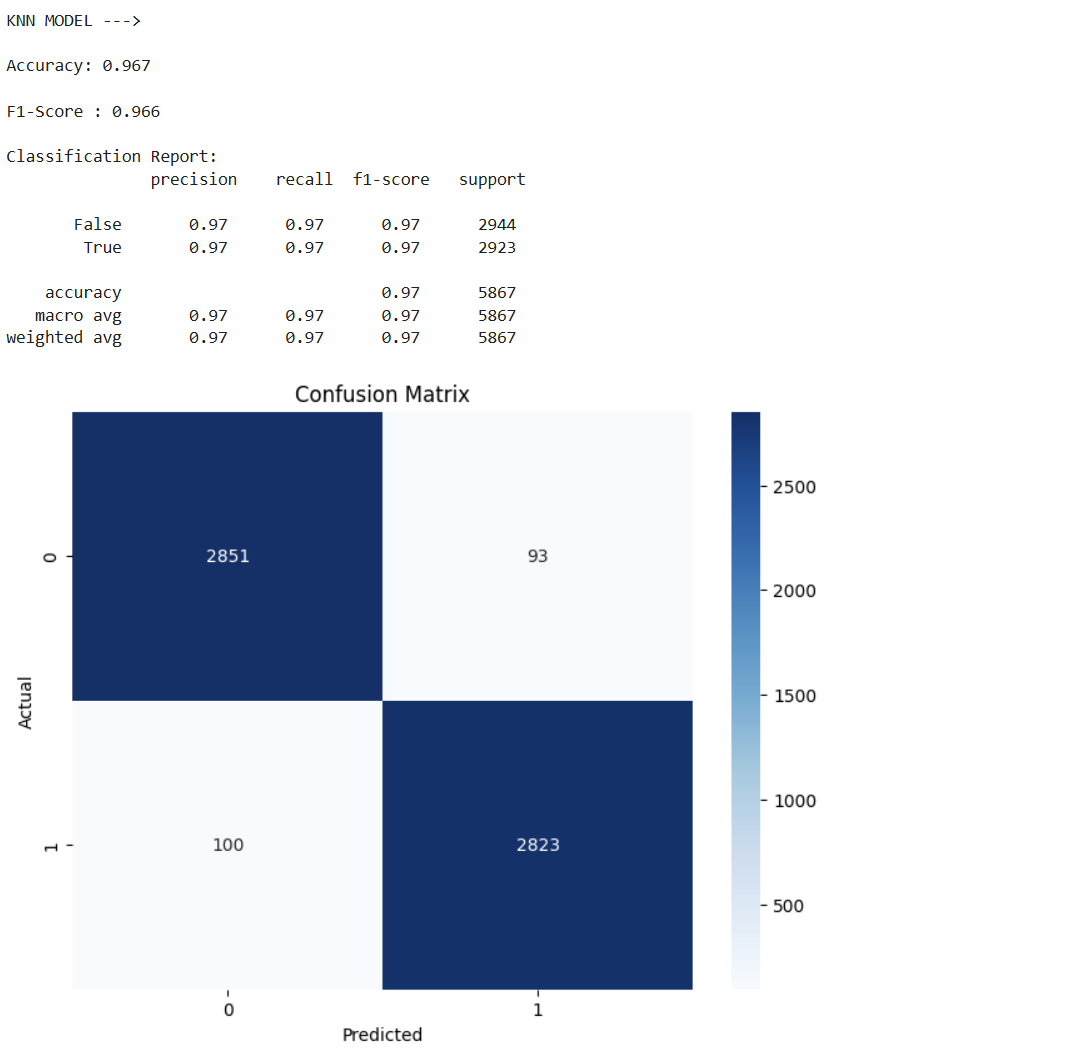 KNN MODEL --->
Accuracy: 0.967
F1-Score : 0.966
Classification Report:
precision recall f1-score support
False 0.97 0.97 0.97 2944
True 0.97 0.97 0.97 2923
accuracy 0.97 5867
macro avg 0.97 0.97 0.97 5867
weighted avg 0.97 0.97 0.97 5867
Confusion Matrix
2851 93
100 2823
0
1
Actual
0 1
Predicted
2500
2000
1500
1000
500